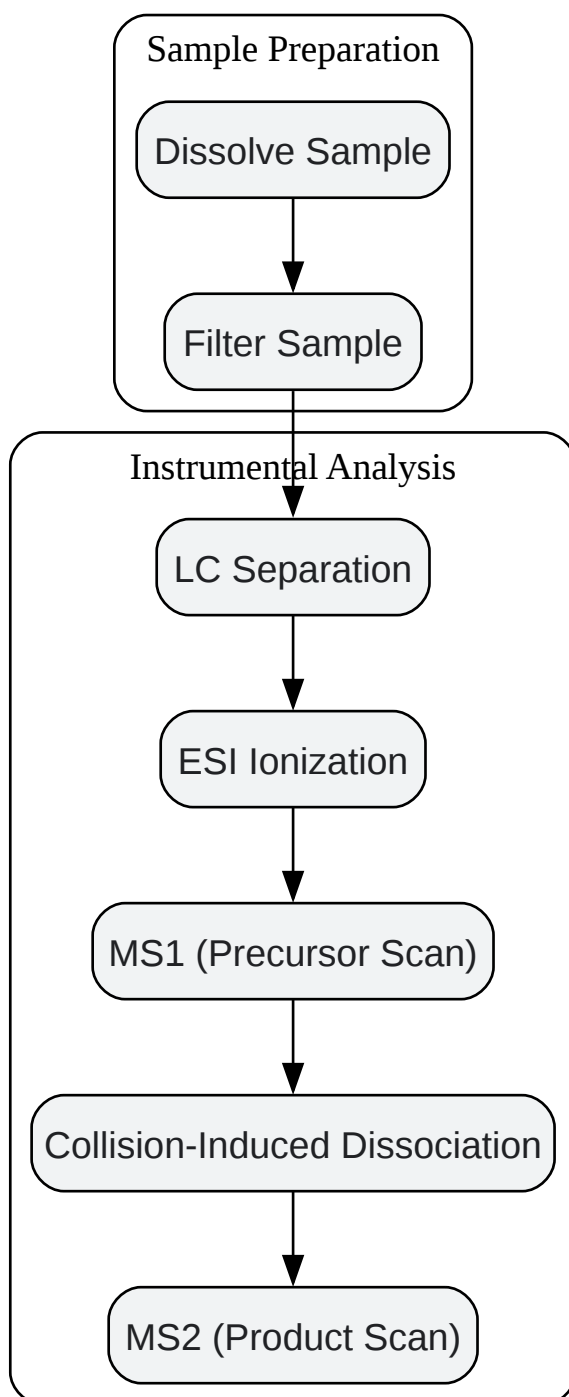 Sample Preparation
Dissolve Sample
Filter Sample
Instrumental Analysis
LC Separation
ESI Ionization
MS1 (Precursor Scan)
Collision-Induced Dissociation
MS2 (Product Scan)